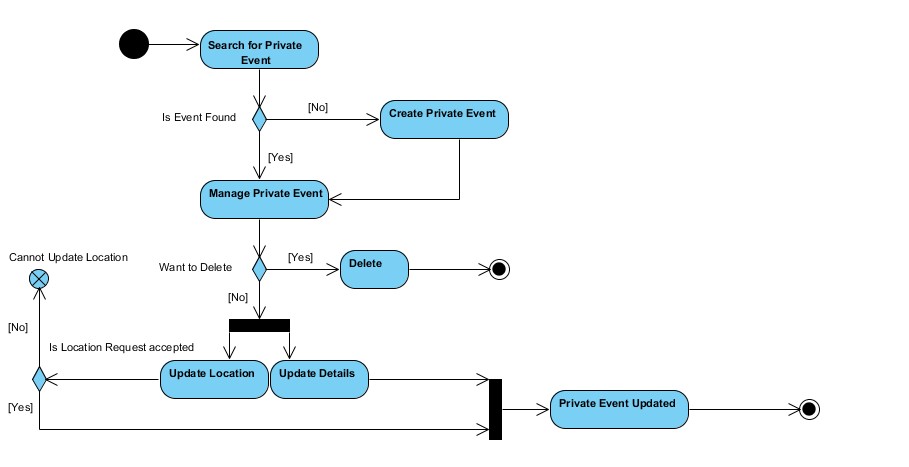 Search for Private
Event
[No]
Is Event Found
Create Private Event
[Yes]
Manage Private Event
Cannot Update Location
Want to Delete
[Yes]
Delete
[No]
[No]
Is Location Request accepted
Update Location
Update Details
[Yes]
Private Event Updated